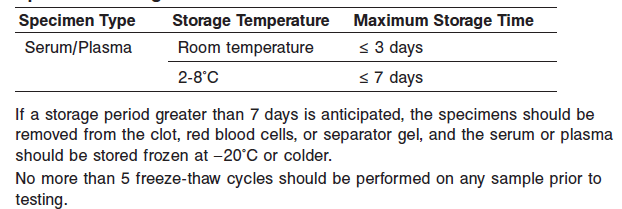 Specimen Type Storage Temperature Maximum Storage Time
Serum/Plasma Room temperature ≤ 3 days
2-8˚C ≤ 7 days
If a storage period greater than 7 days is anticipated, the specimens should be
removed from the clot, red blood cells, or separator gel, and the serum or plasma
should be stored frozen at −20˚C or colder.
No more than 5 freeze-thaw cycles should be performed on any sample prior to
testing.